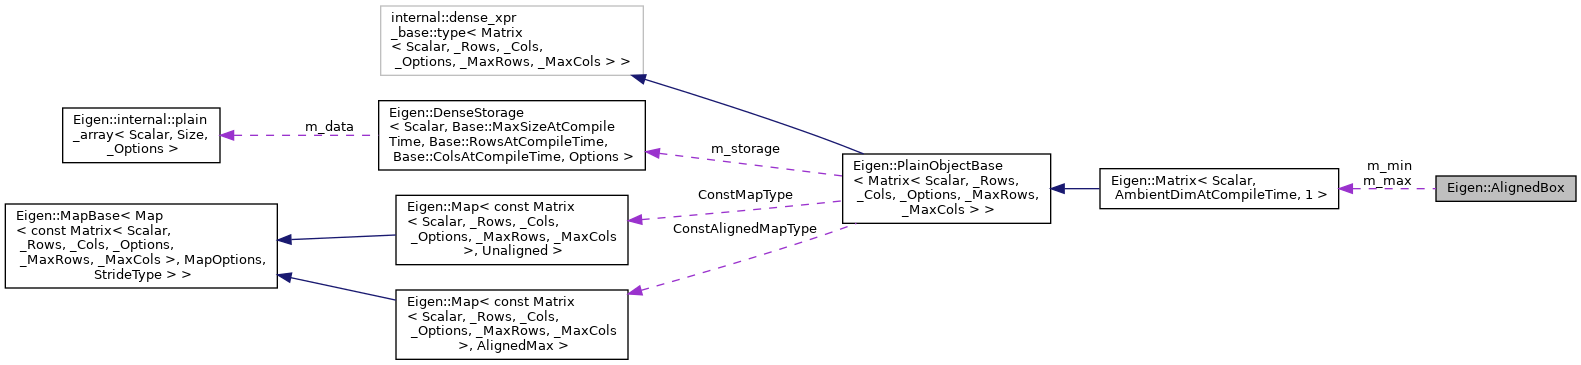 internal::dense_xpr
_base::type< Matrix
< Scalar, _Rows, _Cols,
_Options, _MaxRows, _MaxCols > >
Eigen::internal::plain
_array< Scalar, Size,
_Options >
m_data
Eigen::DenseStorage
< Scalar, Base::MaxSizeAtCompile
Time, Base::RowsAtCompileTime,
Base::ColsAtCompileTime, Options >
m_storage
Eigen::MapBase< Map
< const Matrix< Scalar,
_Rows, _Cols, _Options,
_MaxRows, _MaxCols >, MapOptions,
StrideType > >
Eigen::Map< const Matrix
< Scalar, _Rows, _Cols,
_Options, _MaxRows, _MaxCols
>, Unaligned >
ConstMapType
ConstAlignedMapType
Eigen::Map< const Matrix
< Scalar, _Rows, _Cols,
_Options, _MaxRows, _MaxCols
>, AlignedMax >
Eigen::PlainObjectBase
< Matrix< Scalar, _Rows,
_Cols, _Options, _MaxRows,
_MaxCols > >
Eigen::Matrix< Scalar,
AmbientDimAtCompileTime, 1 >
m_min
m_max
Eigen::AlignedBox